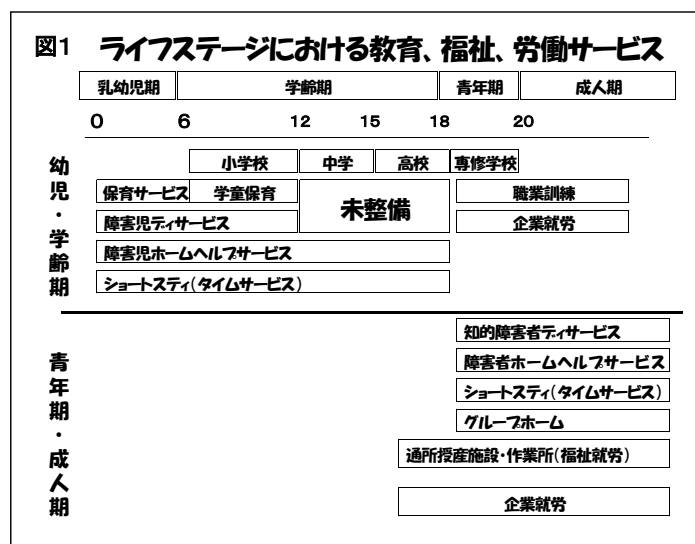 図1 ライフステージにおける教育、福祉、労働サービス
乳幼児期 学齢期 青年期 成人期
0 6 12 15 18 20
幼児・学齢期
小学校 中学 高校 専修学校
保育サービス 学童保育 未整備 職業訓練
障害児ディサービス 企業就労
障害児ホームヘルプサービス
ショートスティ(タイムサービス)
青年期・成人期
知的障害者ディサービス
障害者ホームヘルプサービス
ショートスティ(タイムサービス)
グループホーム
通所授産施設・作業所(福祉就労)
企業就労